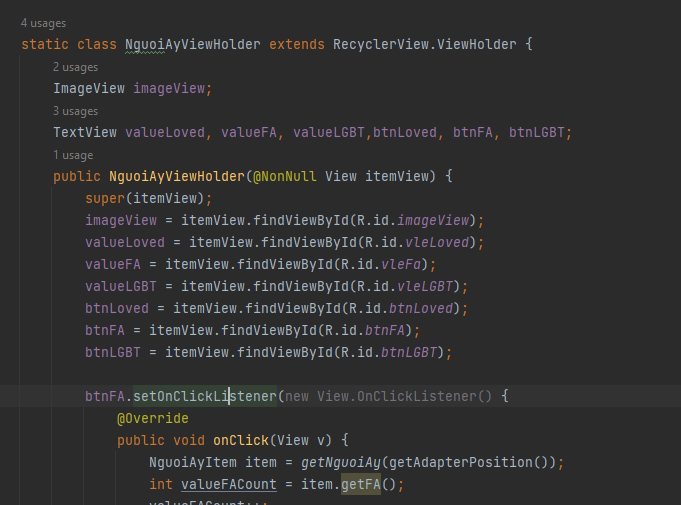 4 usages
static class NguoiAyViewHolder extends RecyclerView.ViewHolder {
2 usages
ImageView imageView;
3 usages
TextView valueLoved, valueFA, valueLGBT,btnLoved, btnFA, btnLGBT;
1 usage
public NguoiAyViewHolder(@NonNull View itemView) {
super(itemView);
imageView = itemView.findViewById(R.id.imageView);
valueLoved = itemView.findViewById(R.id.vleLoved);
valueFA = itemView.findViewById(R.id.vleFa);
valueLGBT = itemView.findViewById(R.id.vleLGBT);
btnLoved = itemView.findViewById(R.id.btnLoved);
btnFA = itemView.findViewById(R.id.btnFA);
btnLGBT = itemView.findViewById(R.id.btnLGBT);
btnFA.setOnClickListener(new View.OnClickListener() {
@Override
public void onClick(View v) {
NguoiAyItem item = getNguoiAy(getAdapterPosition());
int valueFACount = item.getFA();
valueFACount++;